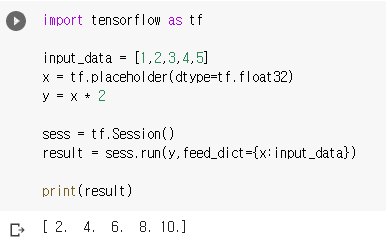 import tensorflow as tf
input_data = [1,2,3,4,5]
x = tf.placeholder(dtype=tf.float32)
y = x * 2
sess = tf.Session()
result = sess.run(y,feed_dict={x:input_data})
print(result)
[ 2.  4.  6.  8. 10.]